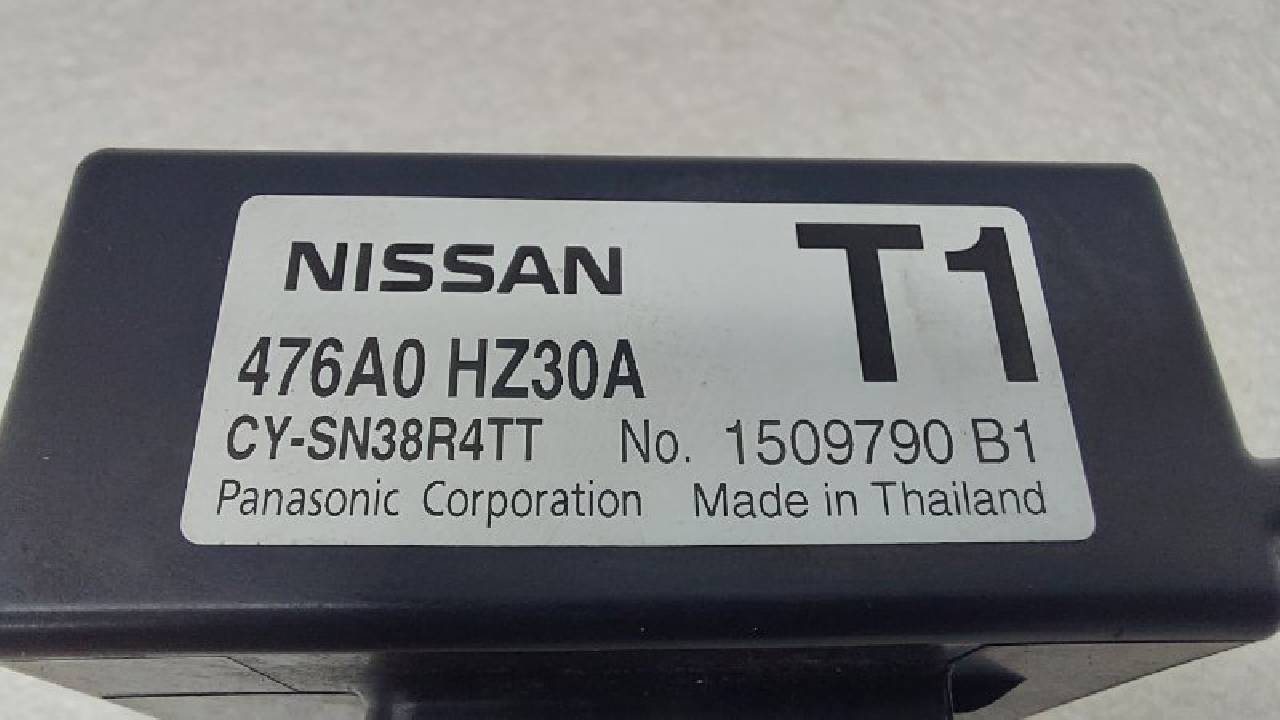 NISSAN T1
476A0 HZ30A
CY-SN38R4TT No. 1509790 B1
Panasonic Corporation Made in Thailand